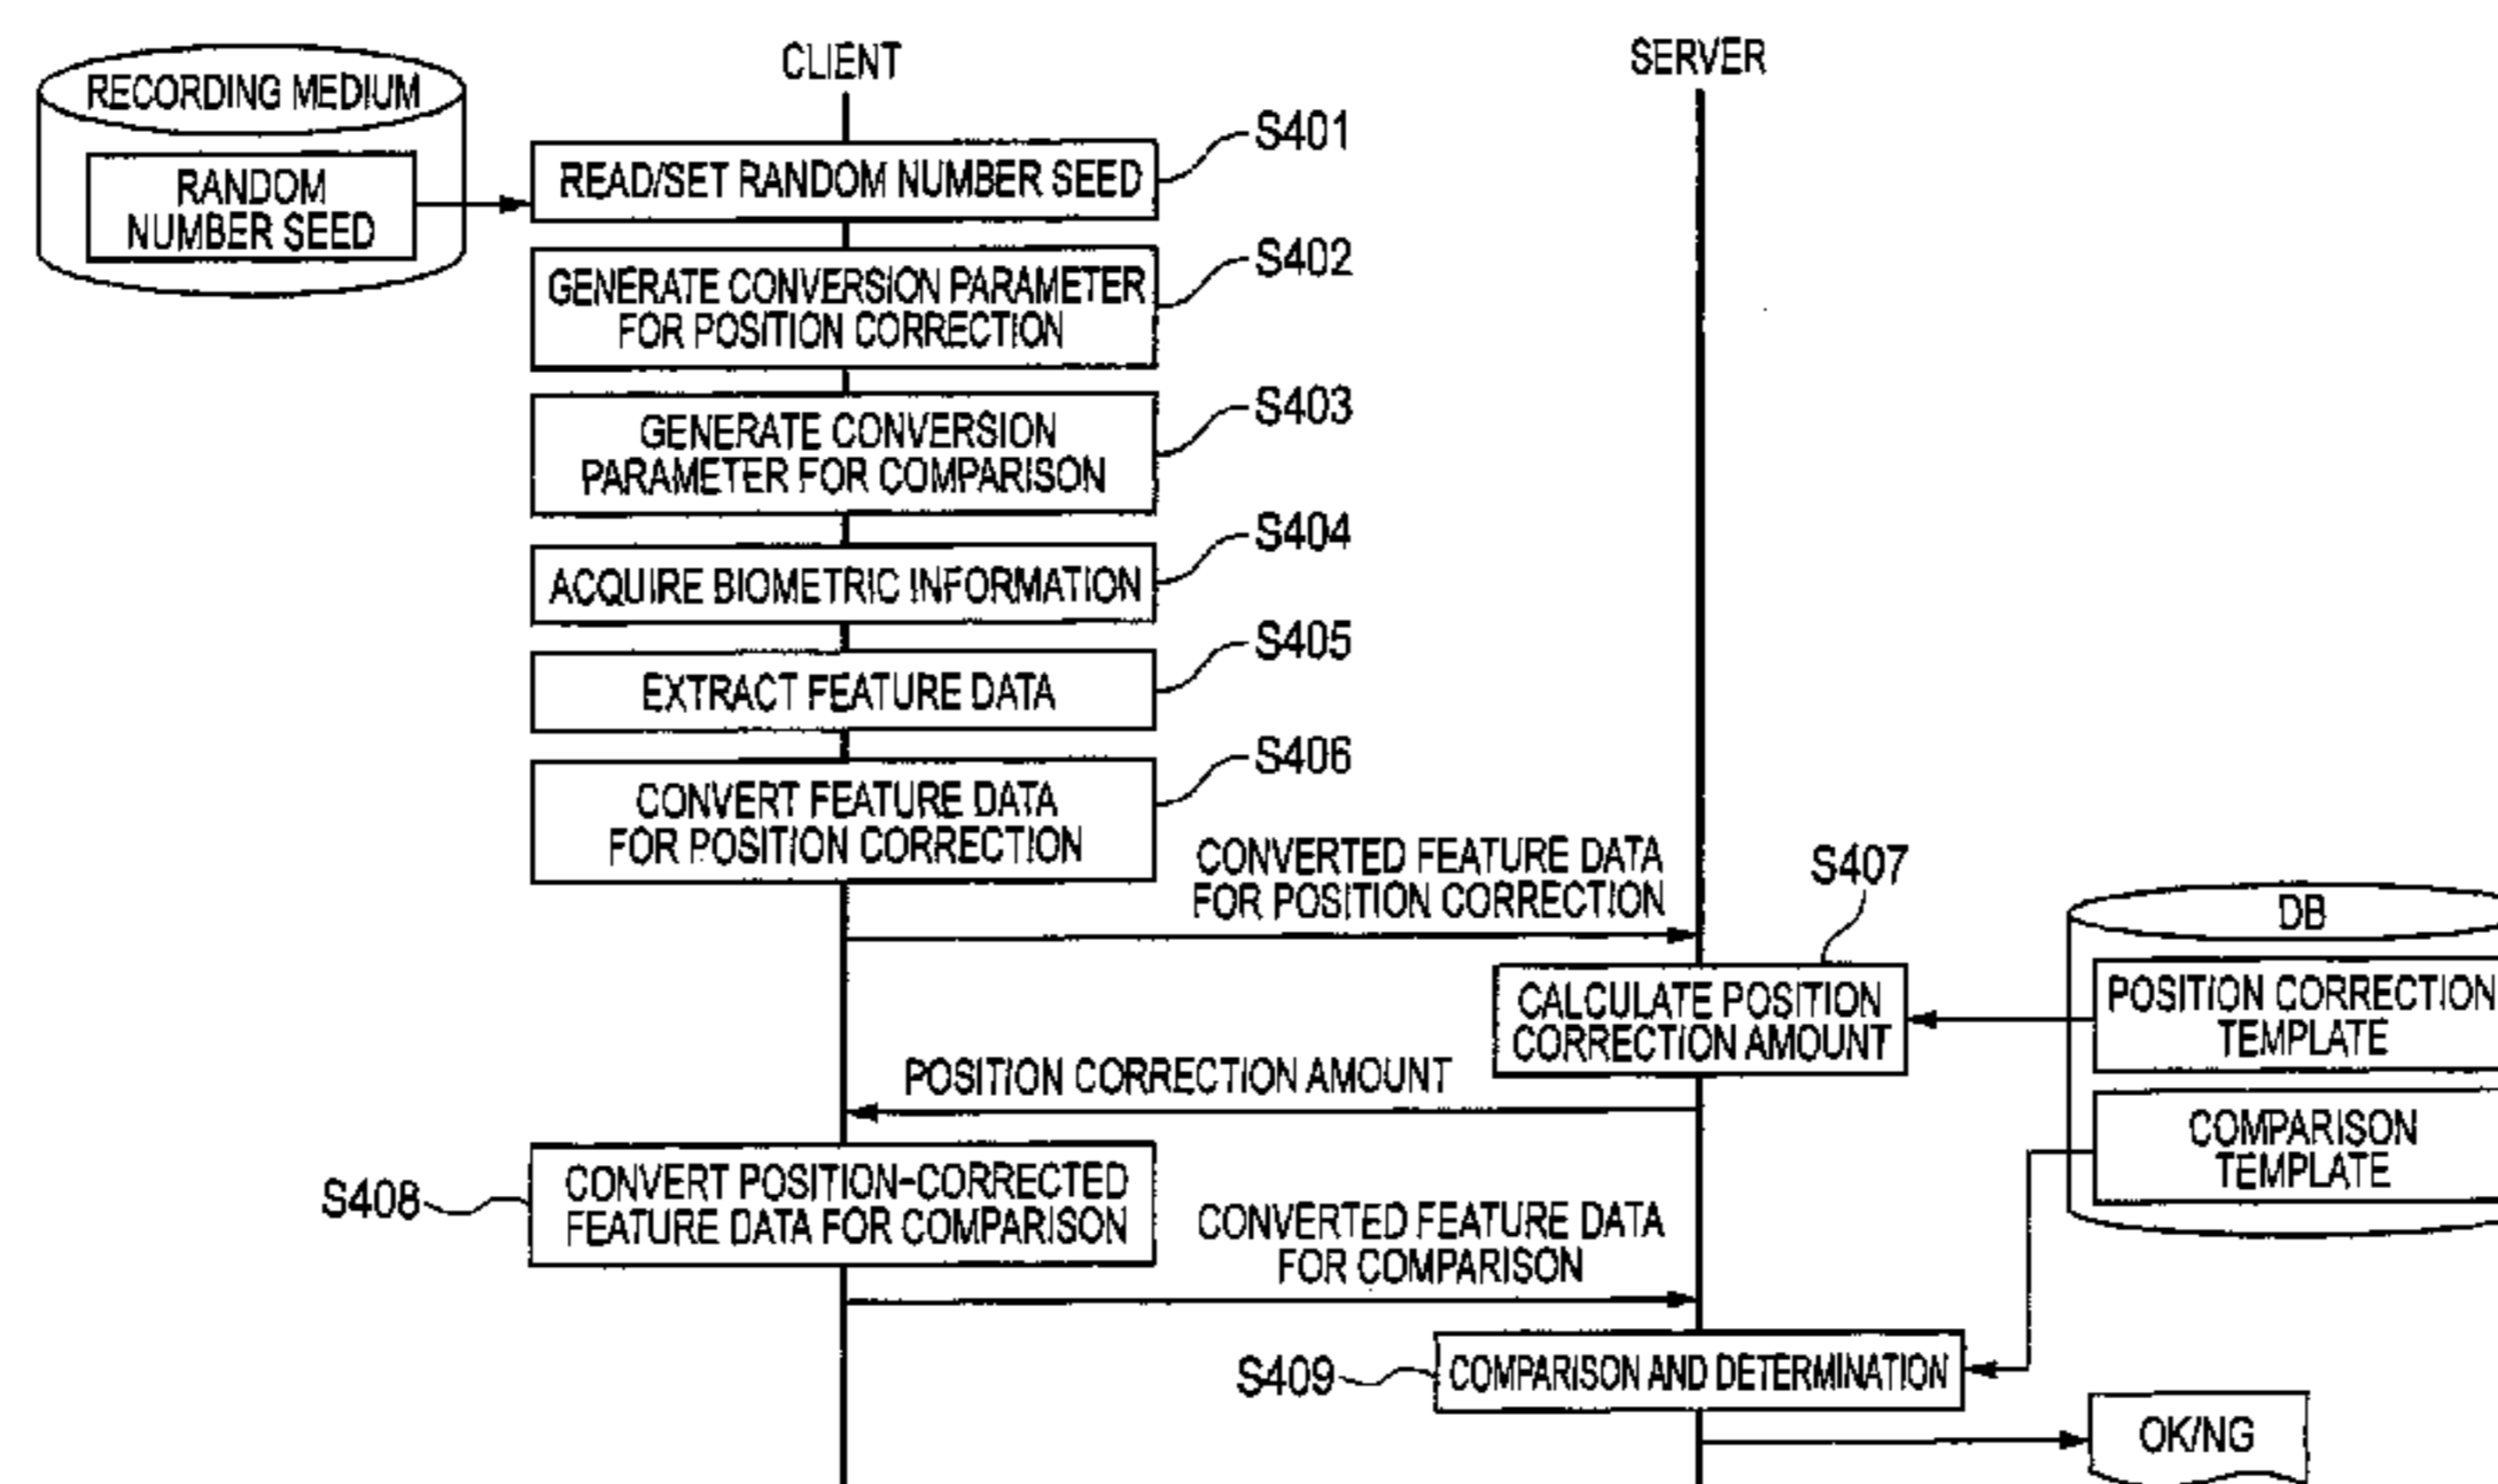 CLIENT
SERVER
RECORDING MEDIUM
RANDOM
NUMBER SEED
READ/SET RANDOM NUMBER SEED
S401
GENERATE CONVERSION PARAMETER
FOR POSITION CORRECTION
S402
GENERATE CONVERSION
PARAMETER FOR COMPARISON
S403
ACQUIRE BIOMETRIC INFORMATION
S404
EXTRACT FEATURE DATA
S405
CONVERT FEATURE DATA
FOR POSITION CORRECTION
S406
CONVERTED FEATURE DATA
FOR POSITION CORRECTION
S407
CALCULATE POSITION
CORRECTION AMOUNT
DB
POSITION CORRECTION
TEMPLATE
COMPARISON
TEMPLATE
POSITION CORRECTION AMOUNT
S408
CONVERT POSITION-CORRECTED
FEATURE DATA FOR COMPARISON
CONVERTED FEATURE DATA
FOR COMPARISON
S409
COMPARISON AND DETERMINATION
OK/NG